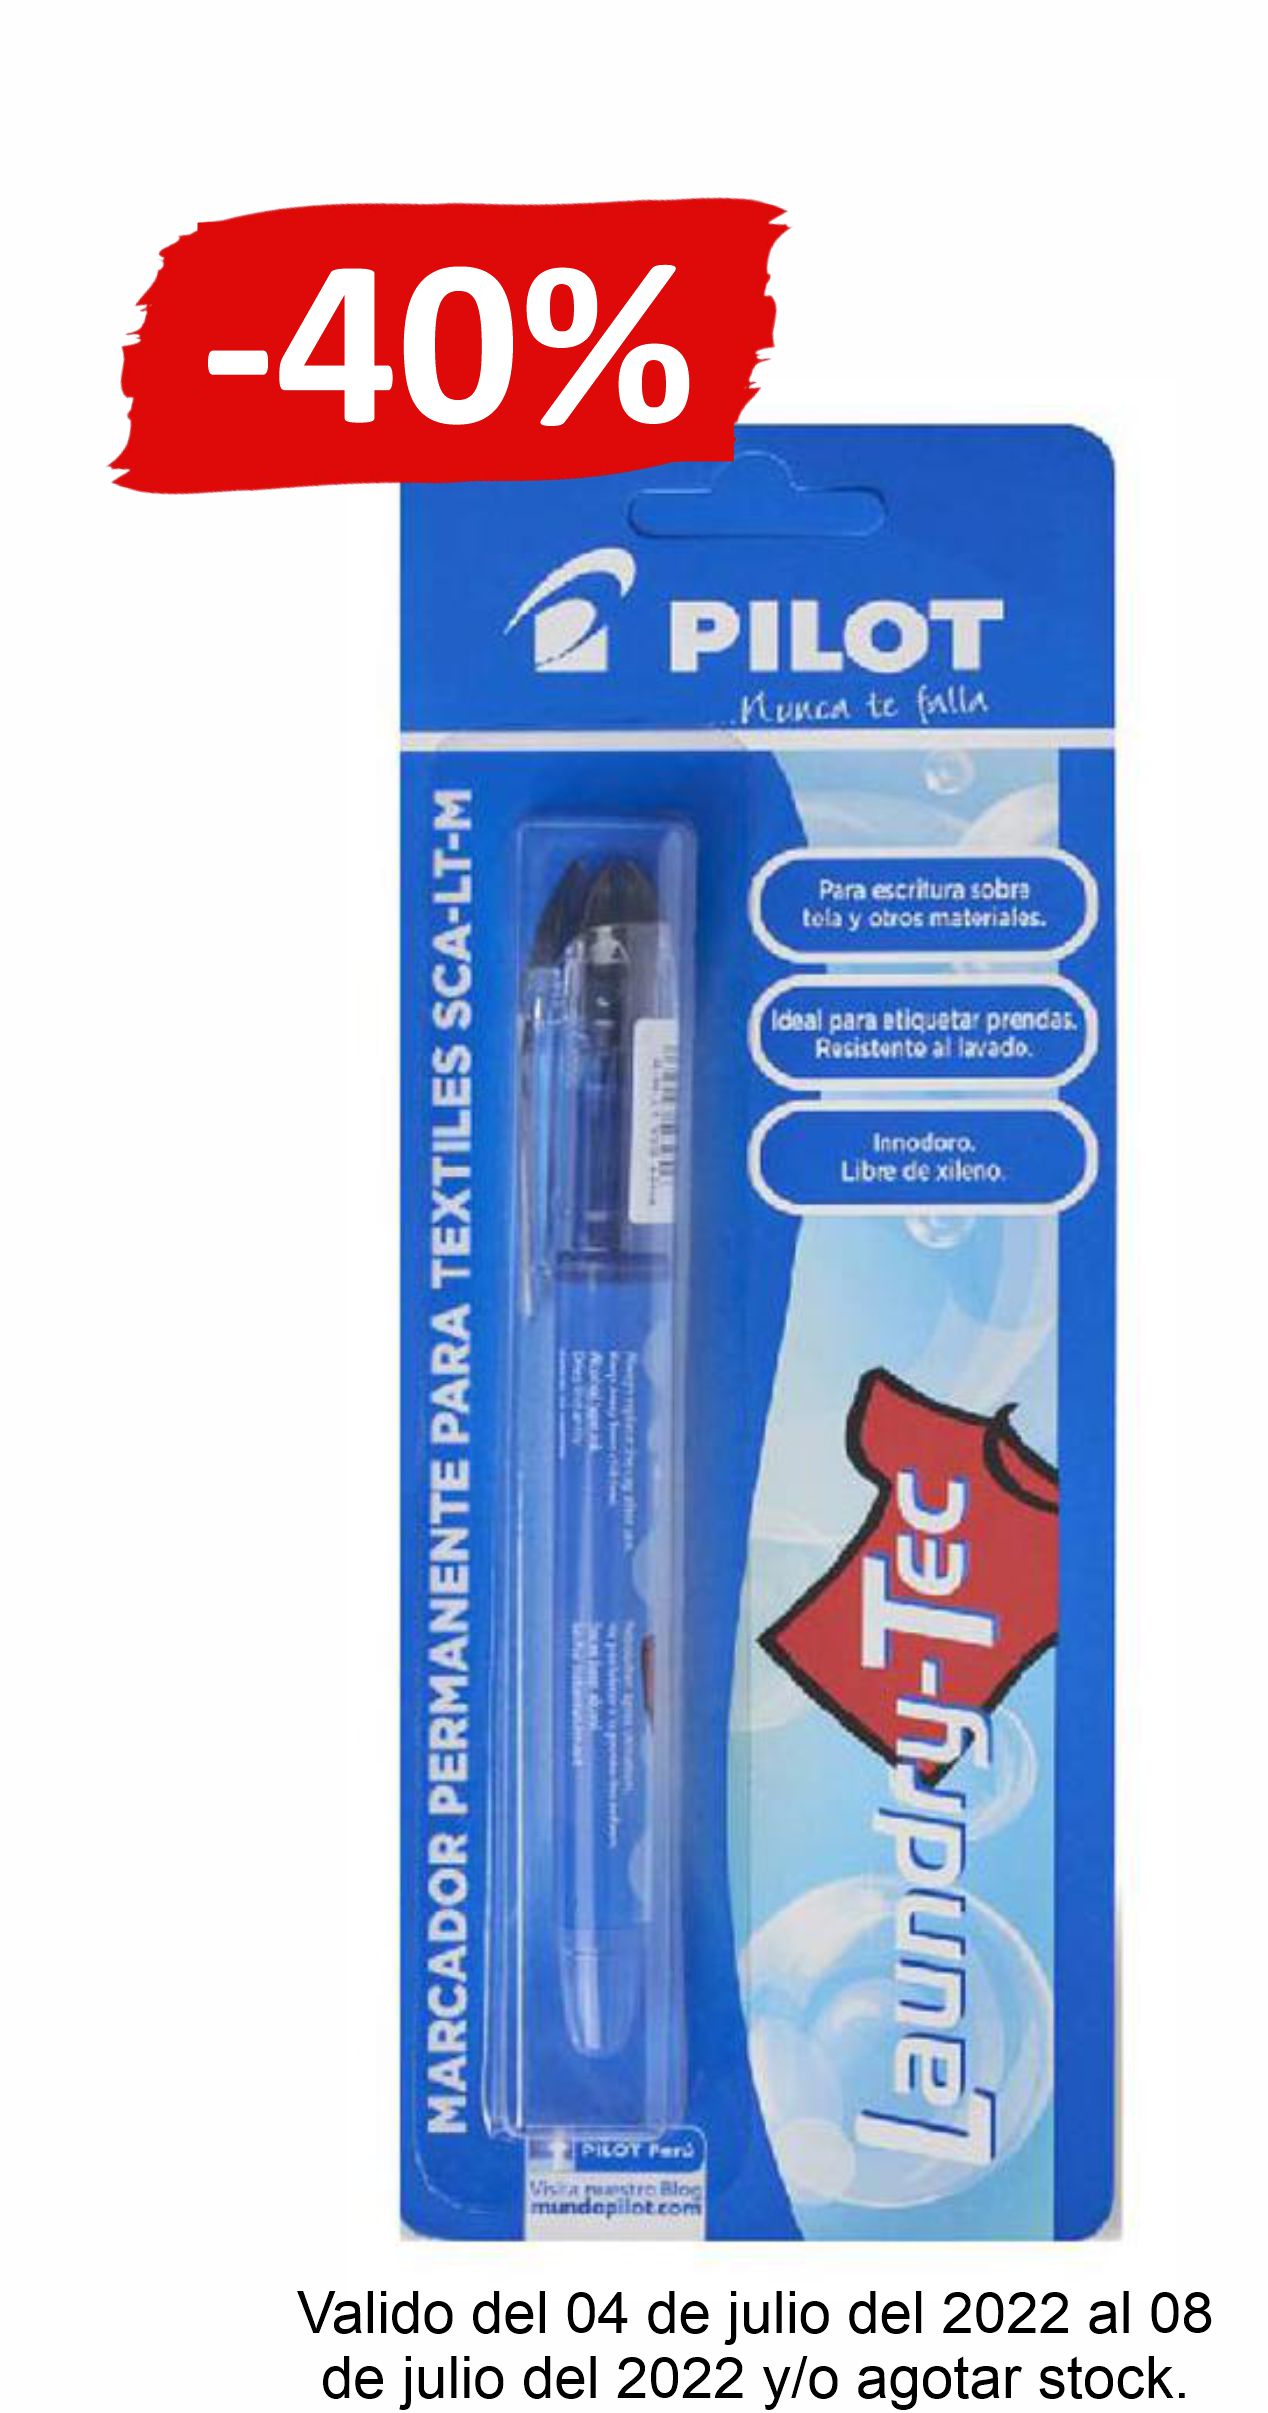 -40%
PILOT
...Nunca te falla
MARCADOR PERMANENTE PARA TEXTILES SCA-LT-M
Para escritura sobre
tela y otros materiales.
Ideal para etiquetar prendas.
Resistente al lavado.
Innodoro.
Libre de xileno.
Laundry-Tec
PILOT Perú
Visita nuestro Blog
mundopilot.com
Valido del 04 de julio del 2022 al 08
de julio del 2022 y/o agotar stock.